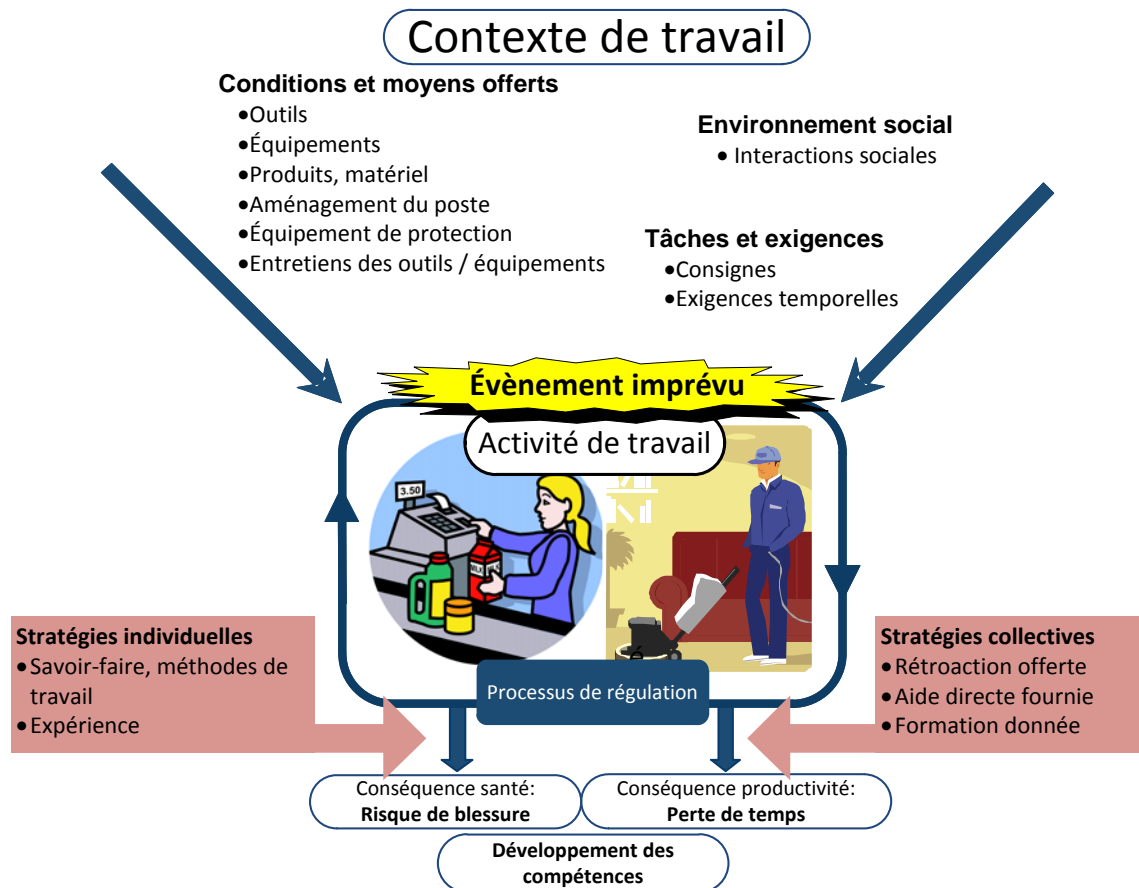 Contexte de travail
Conditions et moyens offerts
•Outils
•Équipements
•Produits, matériel
•Aménagement du poste
•Équipement de protection
•Entretiens des outils / équipements
Environnement social
• Interactions sociales
Tâches et exigences
•Consignes
•Exigences temporelles
Évènement imprévu
Activité de travail
3.50
MILK
Processus de régulation
Stratégies individuelles
•Savoir-faire, méthodes de
travail
•Expérience
Stratégies collectives
•Rétroaction offerte
•Aide directe fournie
•Formation donnée
Conséquence santé:
Risque de blessure
Conséquence productivité:
Perte de temps
Développement des
compétences